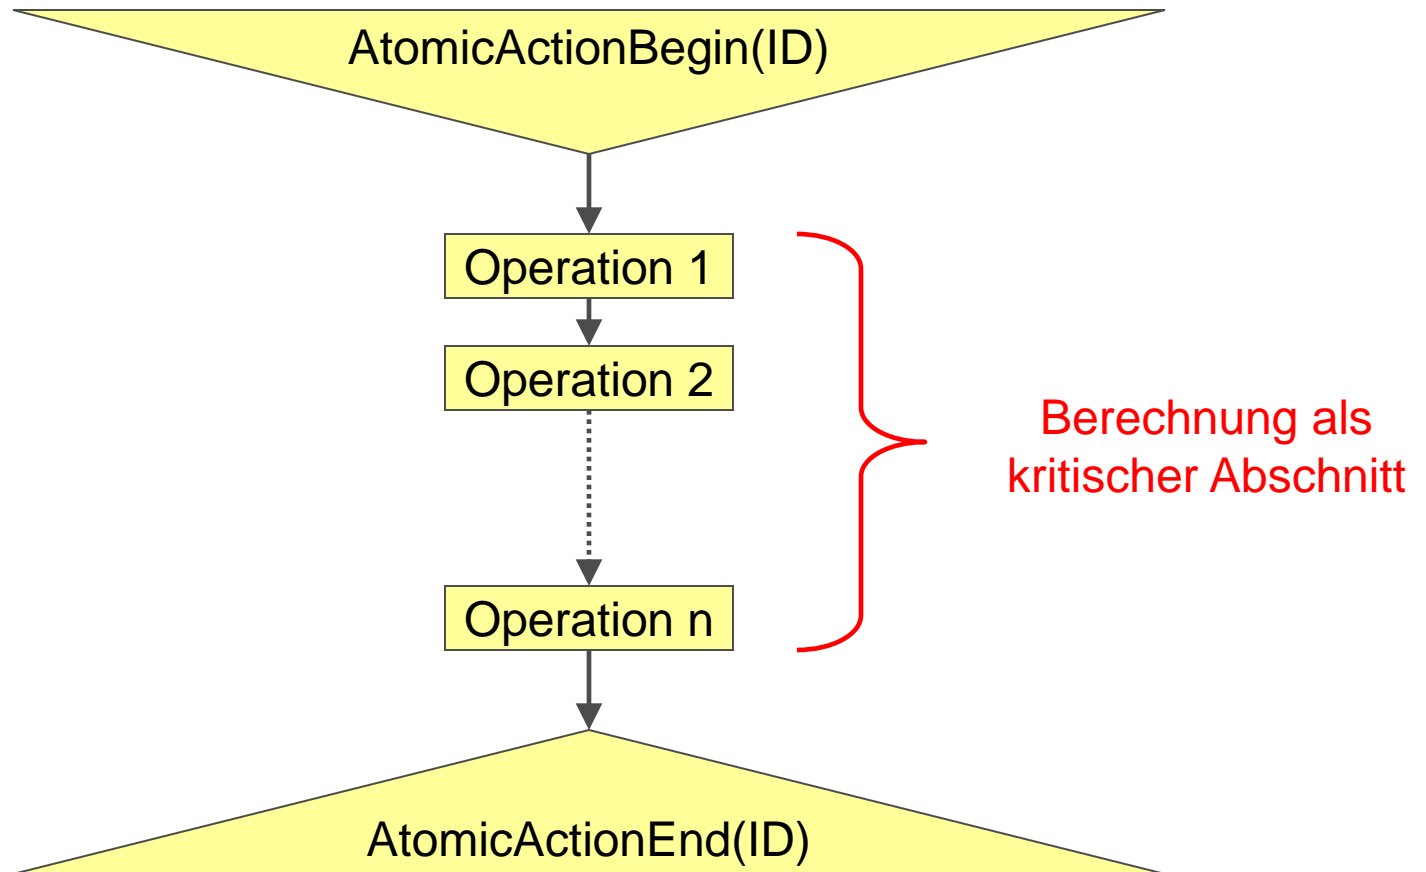 AtomicActionBegin(ID)
Operation 1
Operation 2
Berechnung als
kritischer Abschnitt
Operation n
AtomicActionEnd(ID)